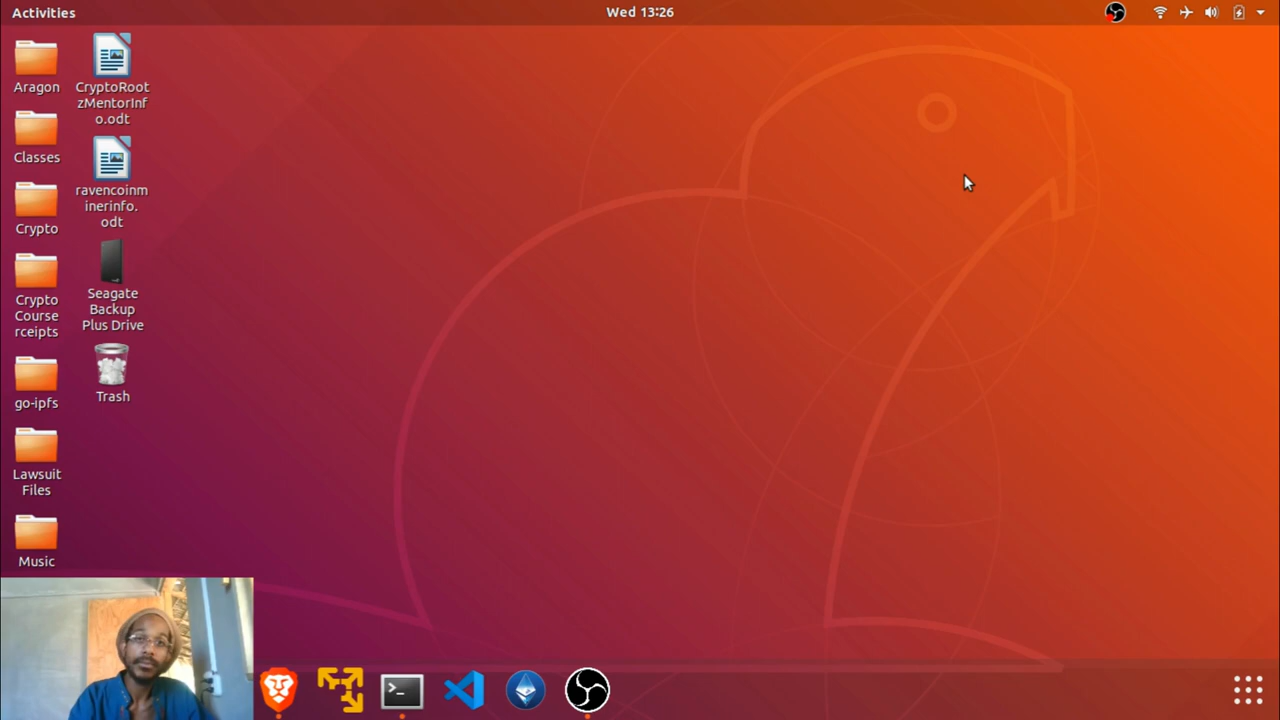 Activities
Wed 13:26
Aragon
Classes
Crypto
Crypto
Course
rceipts
go-ipfs
Lawsuit
Files
Music
CryptoRoot
zMentorInf
o.odt
ravencoinm
inerinfo.
odt
Seagate
Backup
Plus Drive
Trash
>_